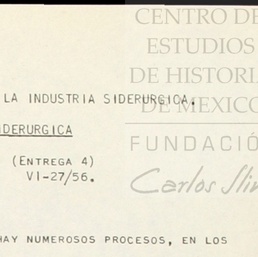 CENTRO DE
ESTUDIOS
DE HISTORIA
DE MEXICO
LA INDUSTRIA SIDERURGICA.
FUNDACIÓ
IDERURGICA
(ENTREGA 4)
VI-27/56.
Carlos Slim
HAY NUMEROSOS PROCESOS, EN LOS